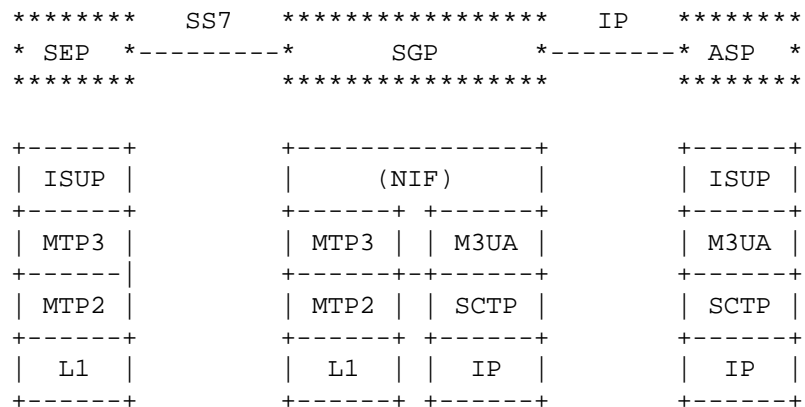 ********    SS7   *****************   IP   ********
* SEP  *---------*       SGP       *--------* ASP  *
********          *****************        ********
+------+          +---------------+        +------+
| ISUP |          |     (NIF)     |        | ISUP |
+------+          +------+ +------+        +------+
| MTP3 |          | MTP3 | | M3UA |        | M3UA |
+------|          +------+-+------+        +------+
| MTP2 |          | MTP2 | | SCTP |        | SCTP |
+------+          +------+ +------+        +------+
|  L1  |          |  L1  | |  IP  |        |  IP  |
+------+          +------+ +------+        +------+